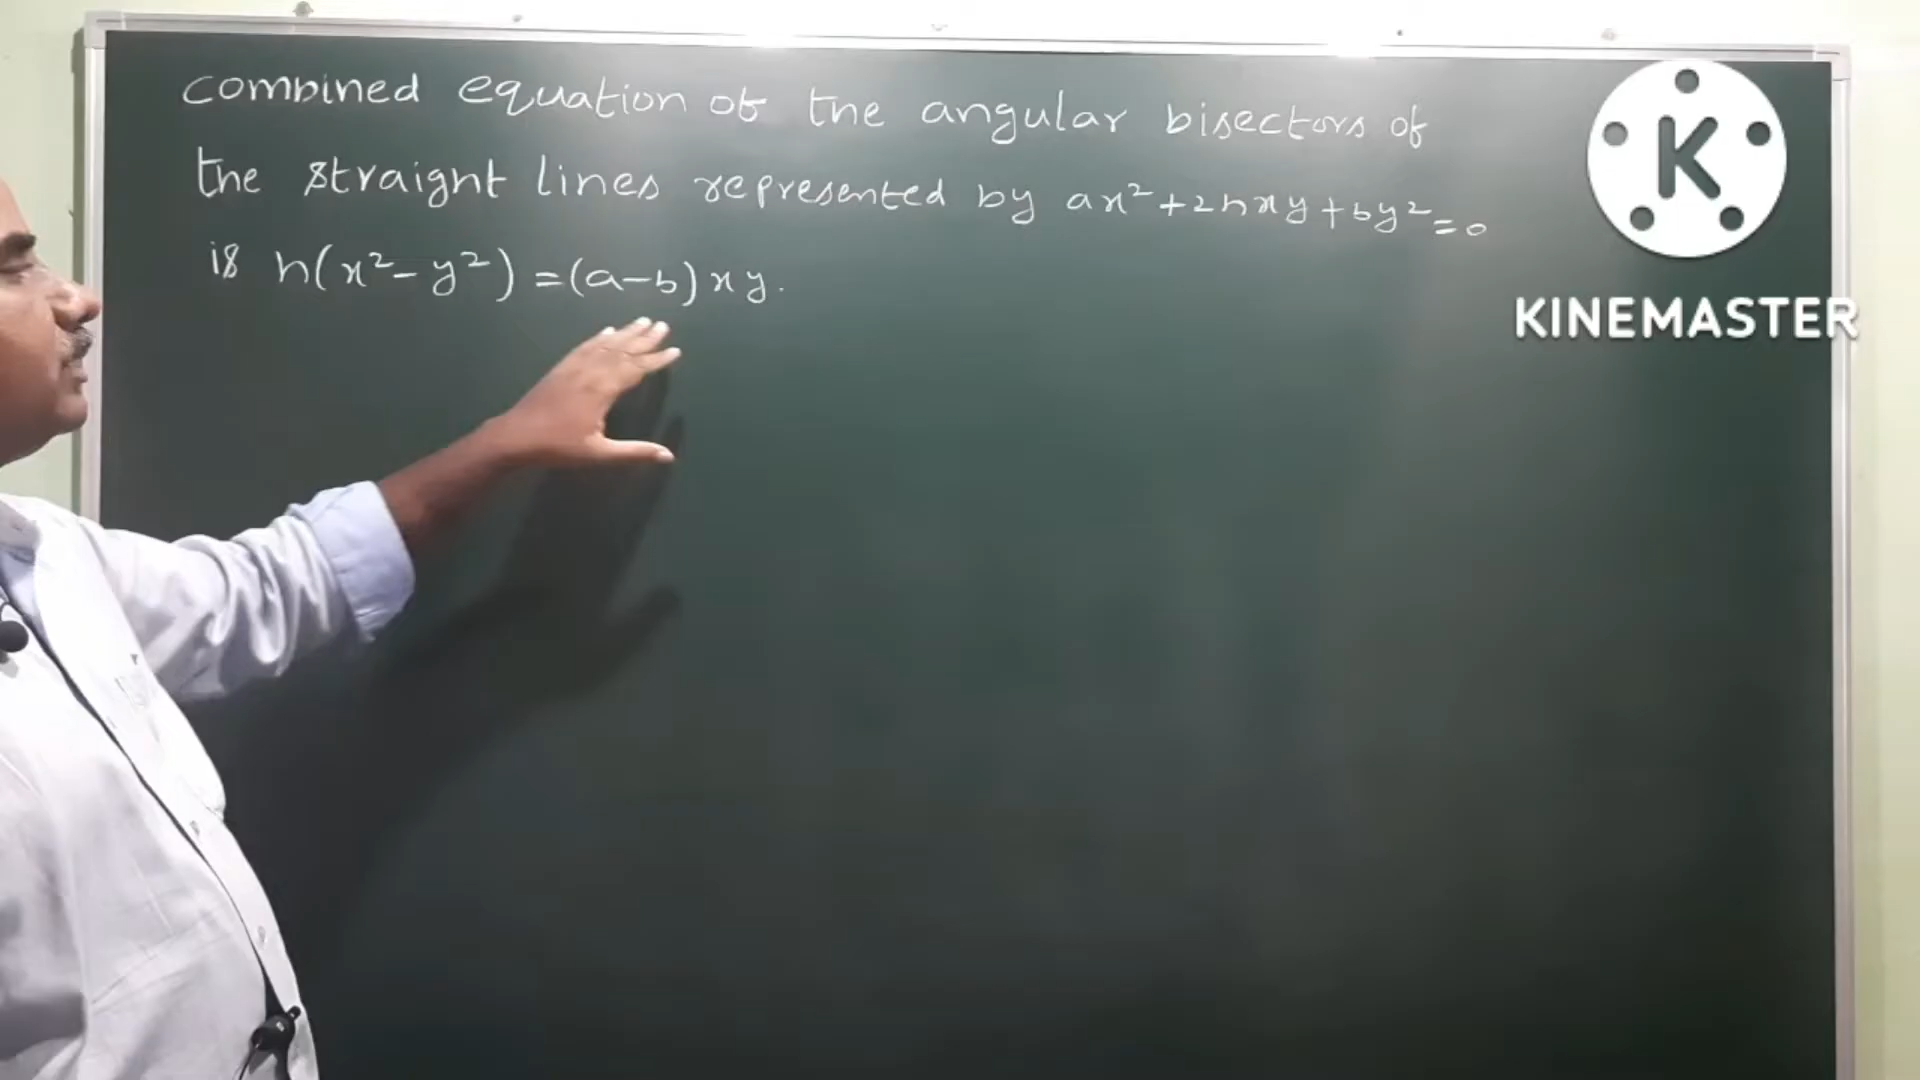 combined equation of the angular bisectors of
the straight lines represented by ax²+2hxy+by²=0
is h(x²-y²)=(a-b)xy.
K
KINEMASTER